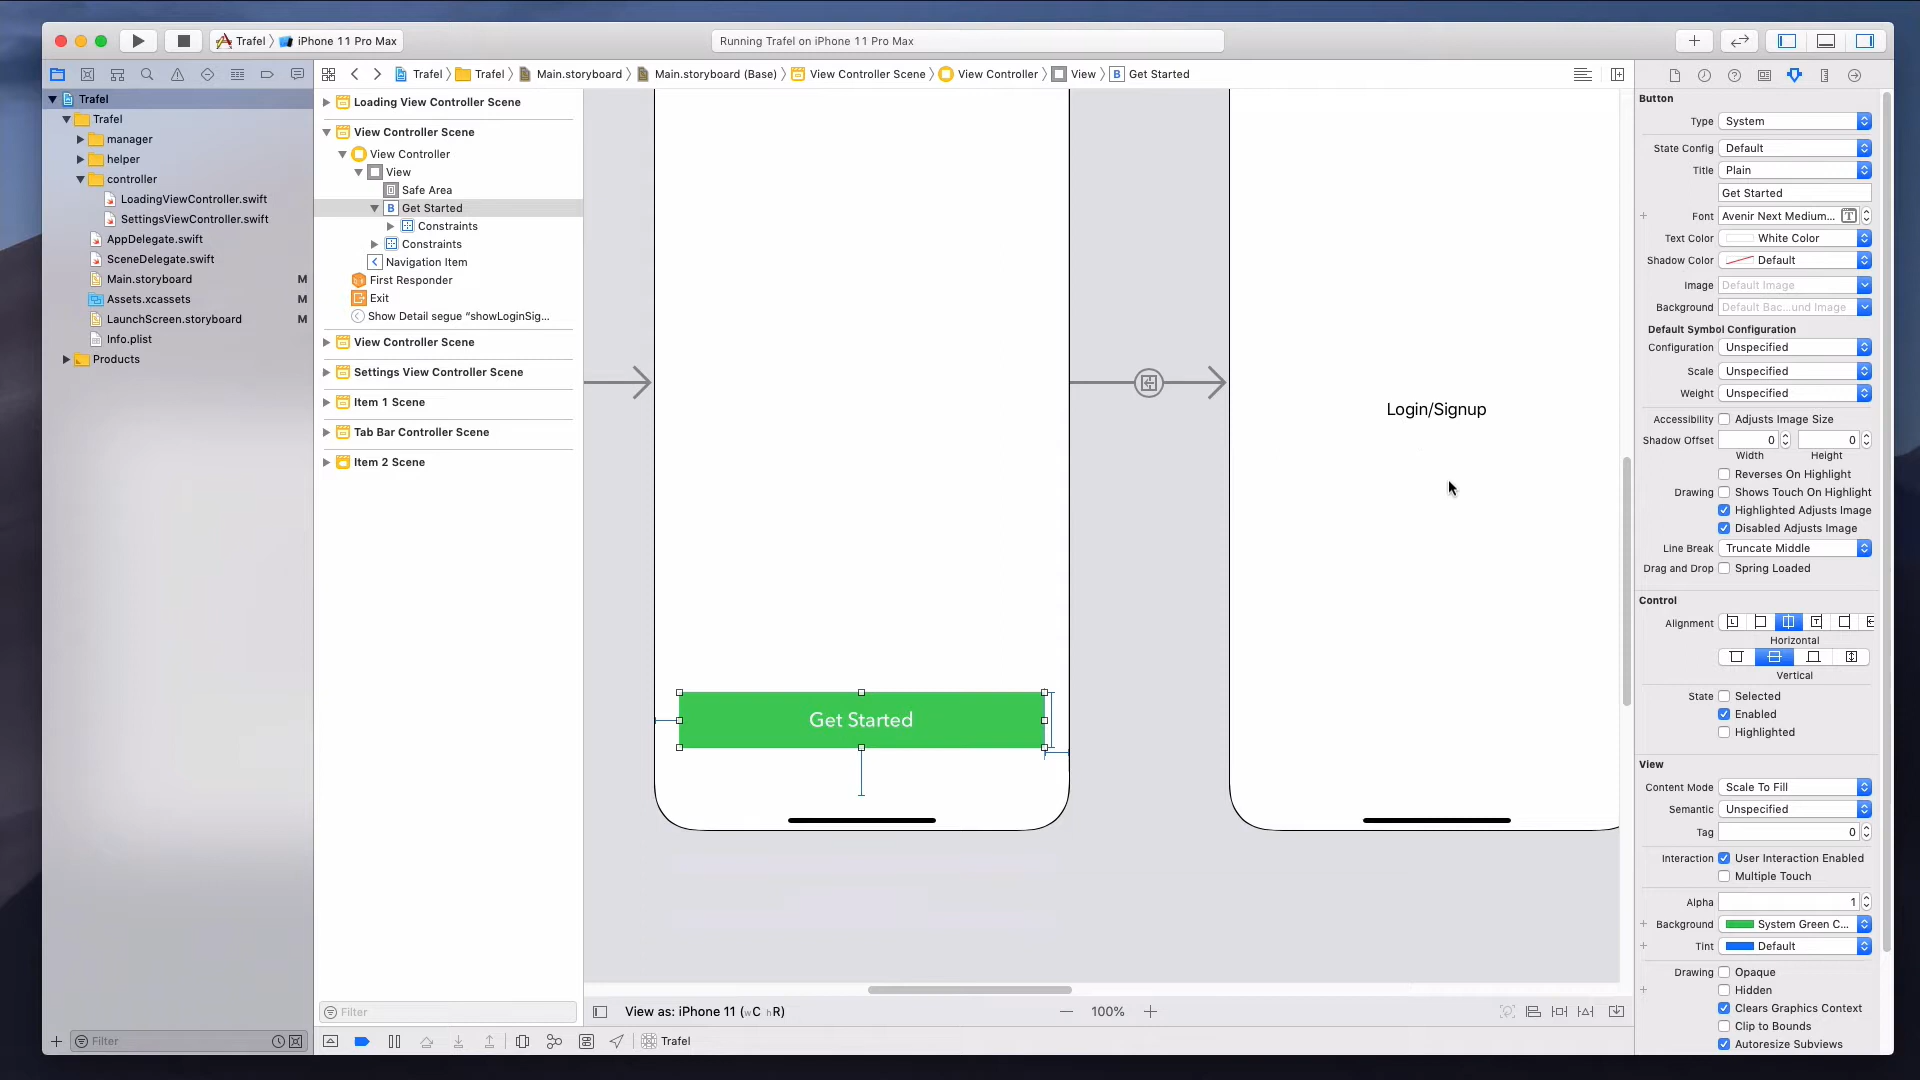 Trafel 〉 iPhone 11 Pro Max
Running Trafel on iPhone 11 Pro Max
Trafel 〉 Trafel 〉 Main.storyboard 〉 Main.storyboard (Base) 〉 View Controller Scene 〉 View Controller 〉 View 〉 B Get Started
Trafel
Trafel
manager
helper
controller
LoadingViewController.swift
SettingsViewController.swift
AppDelegate.swift
SceneDelegate.swift
Main.storyboard M
Assets.xcassets M
LaunchScreen.storyboard M
Info.plist
Products
Filter
Loading View Controller Scene
View Controller Scene
View Controller
View
Safe Area
B Get Started
Constraints
Constraints
Navigation Item
First Responder
Exit
Show Detail segue “showLoginSig...
View Controller Scene
Settings View Controller Scene
Item 1 Scene
Tab Bar Controller Scene
Item 2 Scene
Filter
Login/Signup
Get Started
View as: iPhone 11 (wC hR)
100%
Trafel
Button
Type System
State Config Default
Title Plain
Get Started
Font Avenir Next Medium... T
Text Color White Color
Shadow Color Default
Image Default Image
Background Default Bac...und Image
Default Symbol Configuration
Configuration Unspecified
Scale Unspecified
Weight Unspecified
Accessibility Adjusts Image Size
Shadow Offset 0 0
Width Height
Reverses On Highlight
Drawing Shows Touch On Highlight
Highlighted Adjusts Image
Disabled Adjusts Image
Line Break Truncate Middle
Drag and Drop Spring Loaded
Control
Alignment
Horizontal
Vertical
State Selected
Enabled
Highlighted
View
Content Mode Scale To Fill
Semantic Unspecified
Tag 0
Interaction User Interaction Enabled
Multiple Touch
Alpha 1
Background System Green C...
Tint Default
Drawing Opaque
Hidden
Clears Graphics Context
Clip to Bounds
Autoresize Subviews